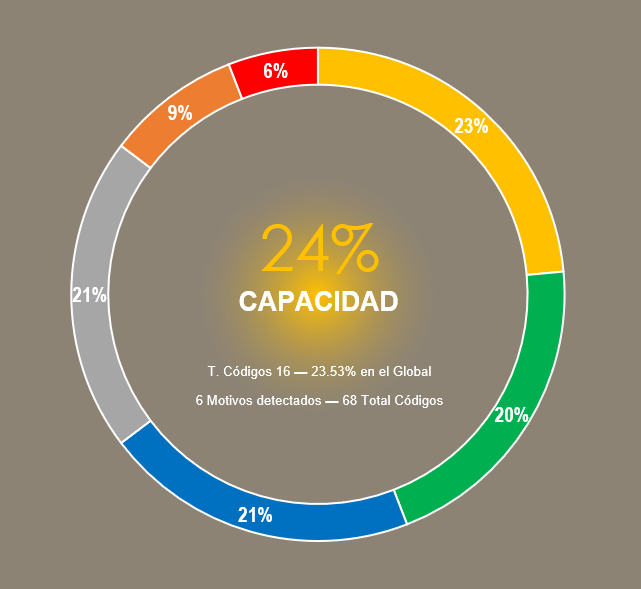 6%
9%
23%
24%
CAPACIDAD
21%
T. Códigos 16 — 23.53% en el Global
6 Motivos detectados — 68 Total Códigos
20%
21%